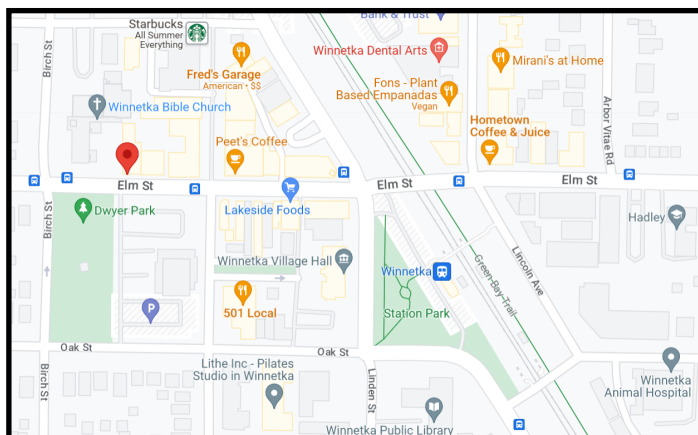 Starbucks
All Summer
Everything
Bank & Trust
Winnetka Dental Arts
Mirani's at Home
Birch St
Fred's Garage
American • $$
Fons - Plant
Based Empanadas
Vegan
Winnetka Bible Church
Arbor Vitae Rd
Hometown
Coffee & Juice
Peet's Coffee
Elm St
Elm St
Elm St
Dwyer Park
Lakeside Foods
Hadley
Birch St
Winnetka Village Hall
Winnetka
Lincoln Ave
Green Bay Trail
P
501 Local
Station Park
Oak St
Oak St
Lithe Inc - Pilates
Studio in Winnetka
Birch St
Linden St
Winnetka
Animal Hospital
Winnetka Public Library